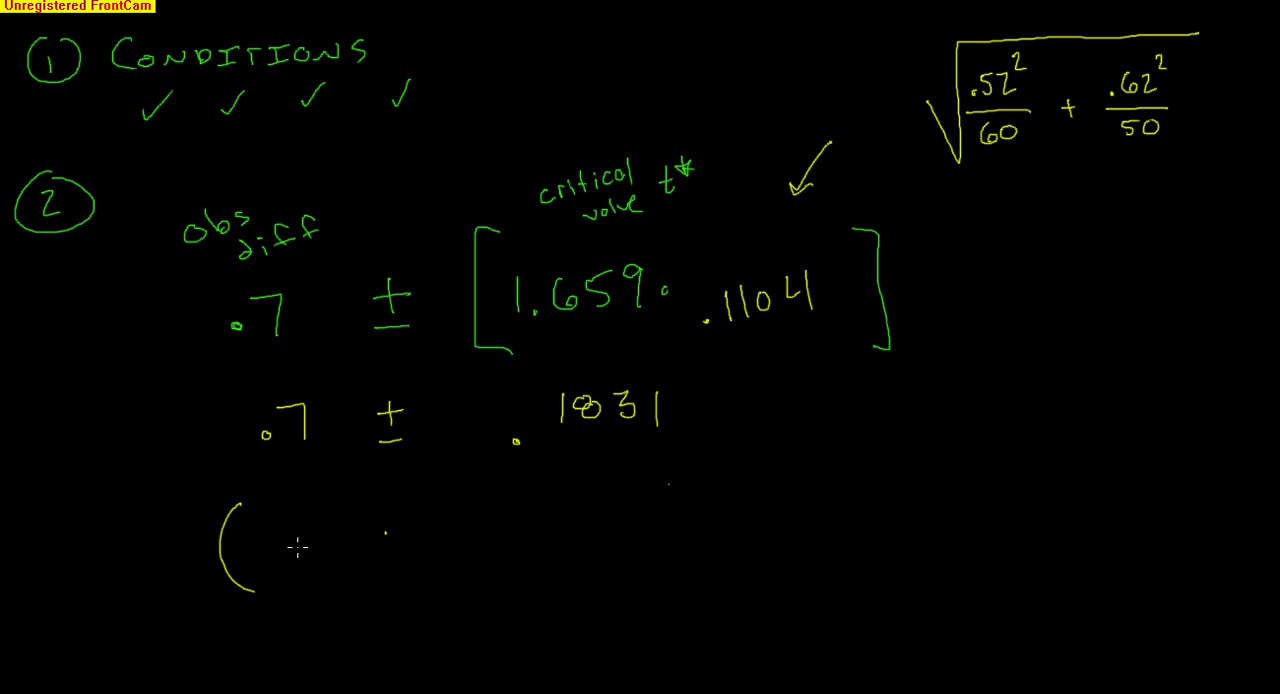 Unregistered FrontCam
① CONDITIONS
✓ ✓ ✓ ✓
√(.52²/60 + .62²/50)
②
obs diff
critical value t*
.7 ± [1.659 · .1104]
.7 ± .1831
(